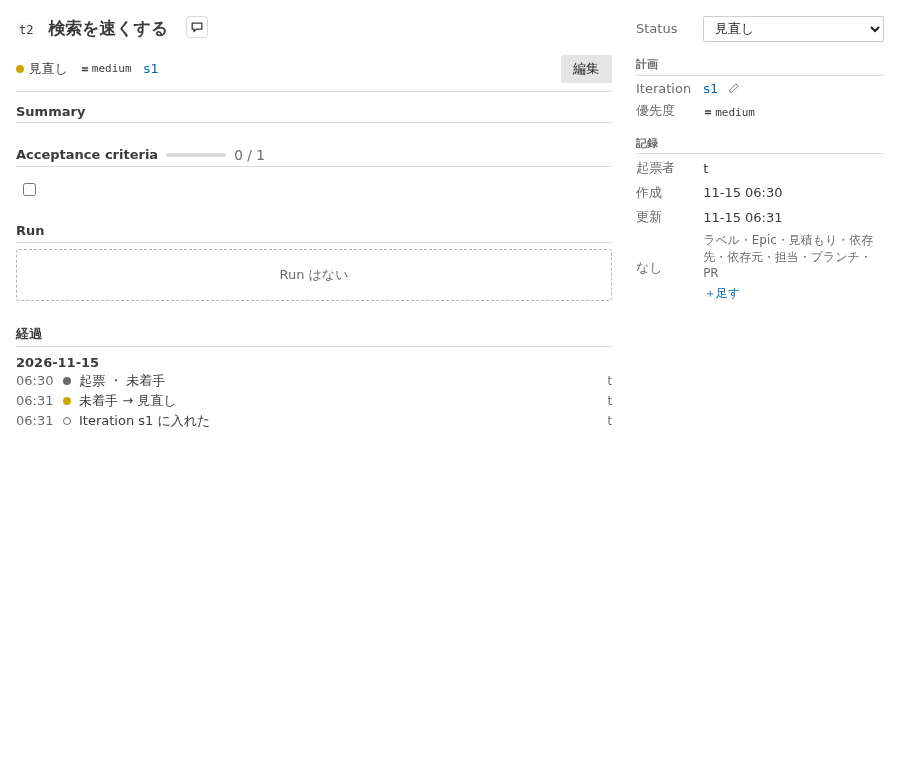 t2 検索を速くする
見直し = medium s1 編集
Summary
Acceptance criteria 0 / 1
Run
Run はない
経過
2026-11-15
06:30 起票 ・ 未着手 t
06:31 未着手 → 見直し t
06:31 Iteration s1 に入れた t
Status 見直し
計画
Iteration s1
優先度 = medium
記録
起票者 t
作成 11-15 06:30
更新 11-15 06:31
なし ラベル・Epic・見積もり・依存
先・依存元・担当・ブランチ・
PR
＋足す